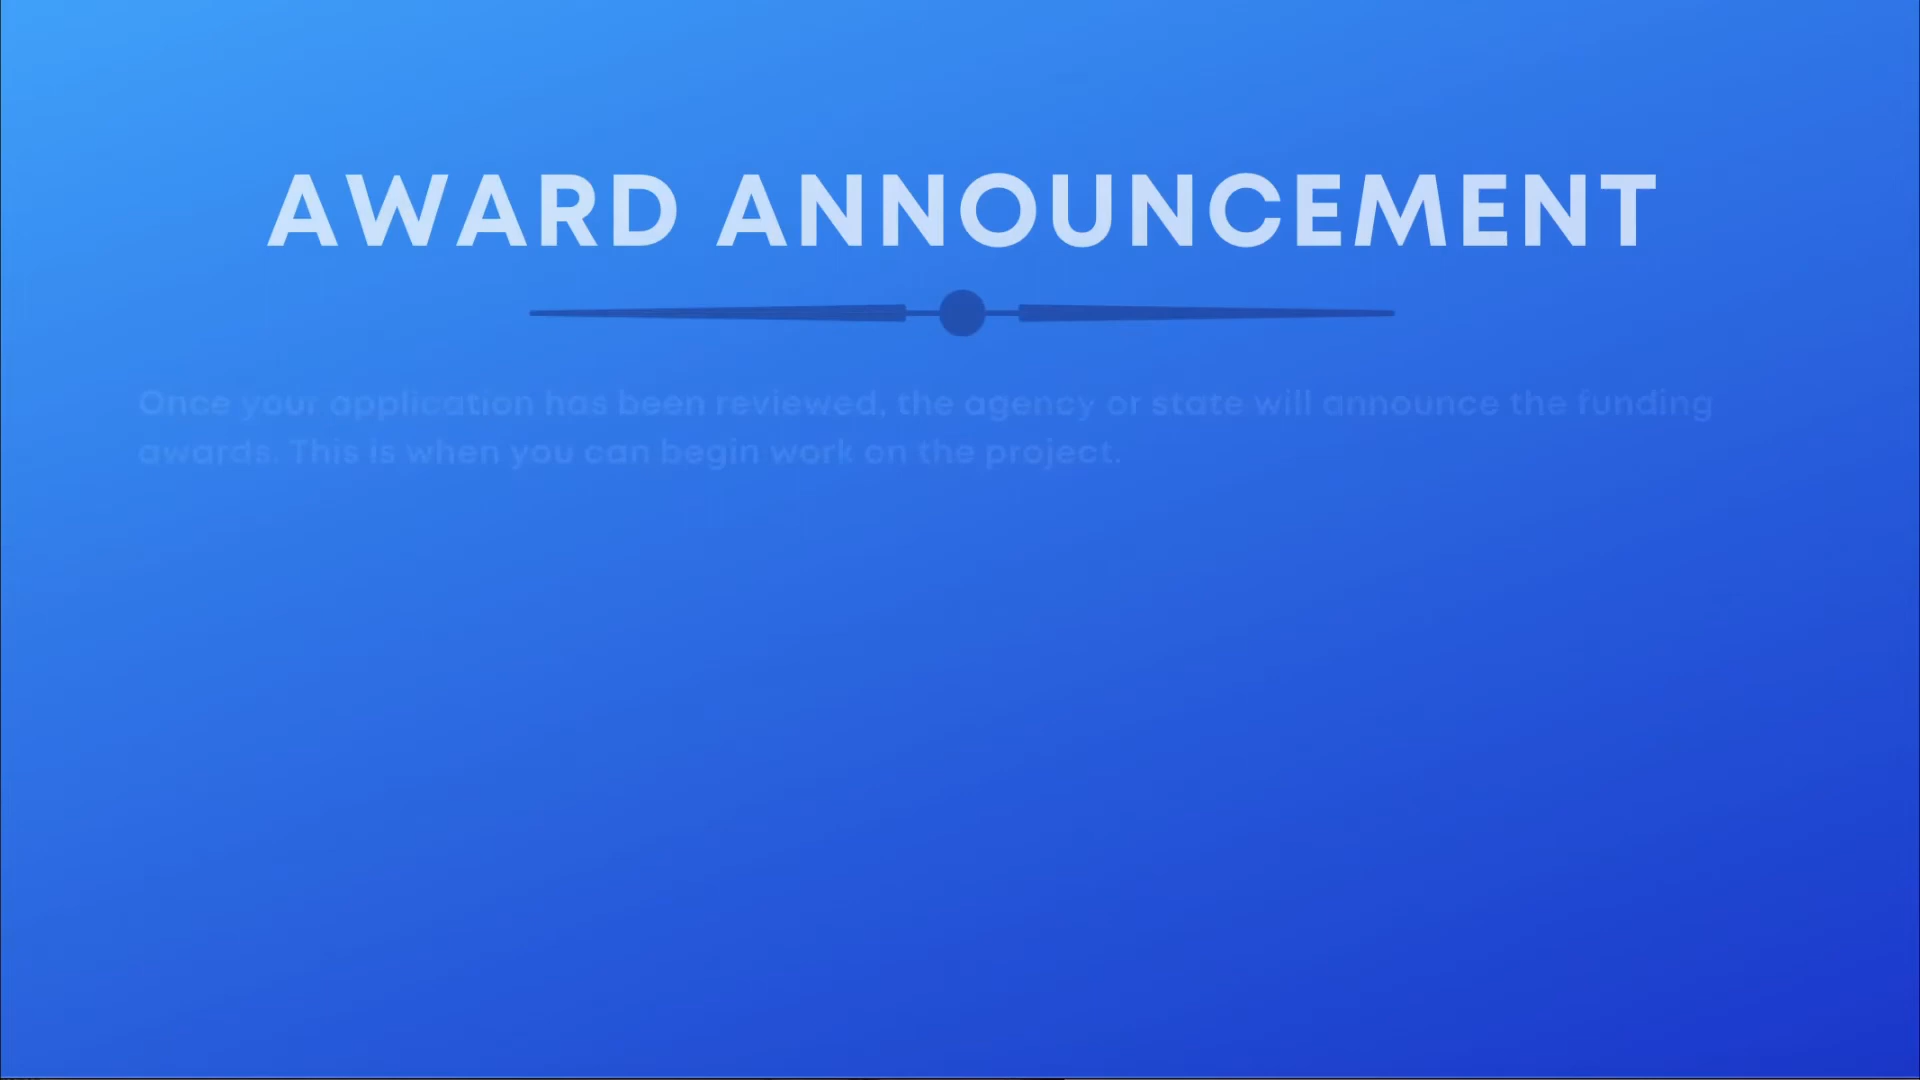 AWARD ANNOUNCEMENT
Once your application has been reviewed, the agency or state will announce the funding
awards. This is when you can begin work on the project.